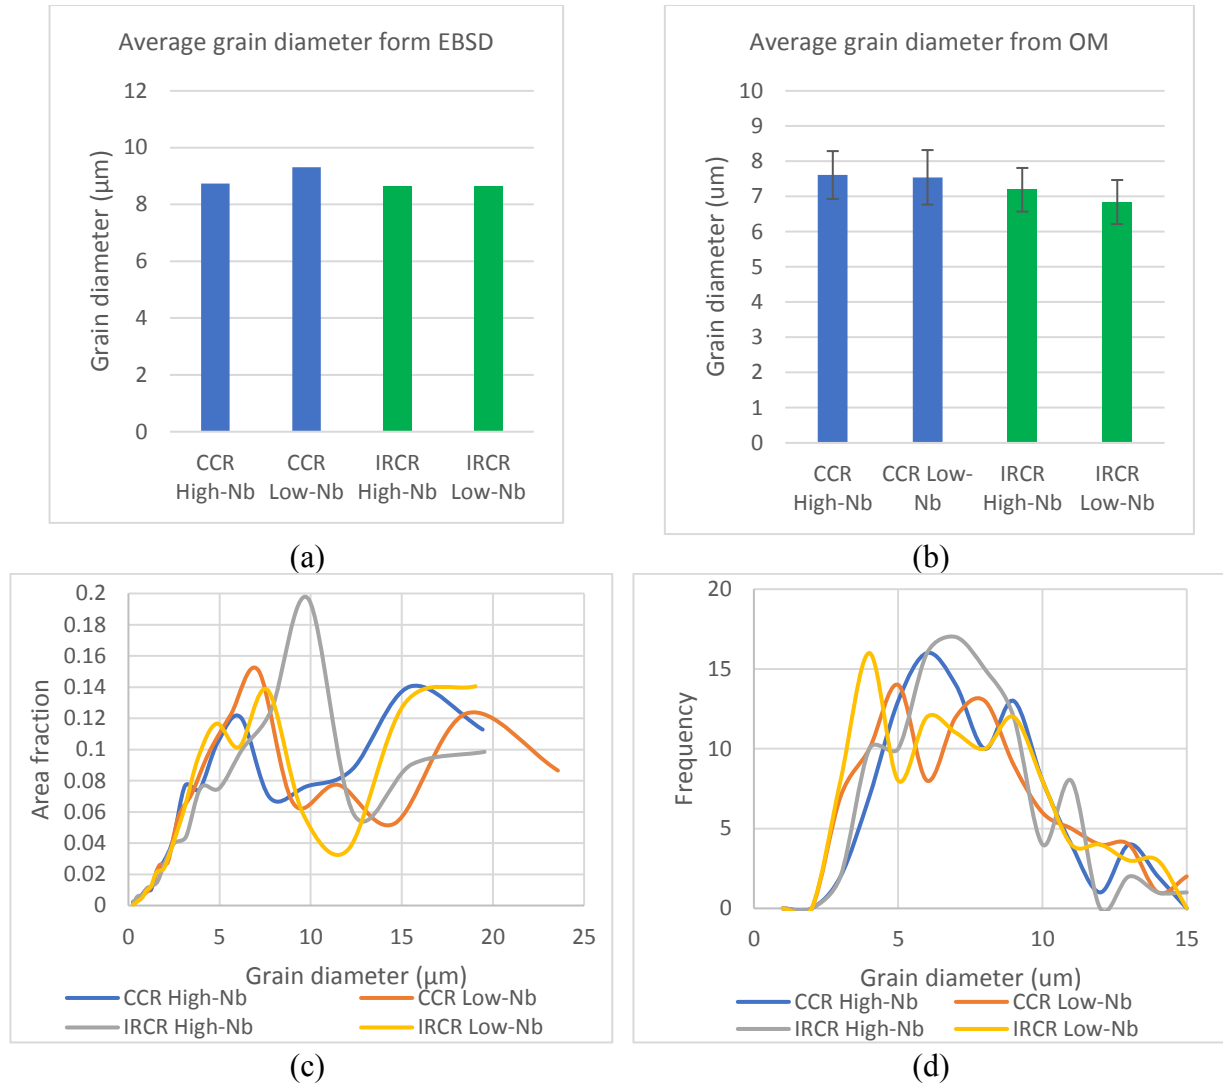 Average grain diameter form EBSD
Grain diameter (µm)
12
10
8
6
4
2
0
CCR
High-Nb
CCR
Low-Nb
IRCR
High-Nb
IRCR
Low-Nb
(a)
Average grain diameter from OM
Grain diameter (um)
10
9
8
7
6
5
4
3
2
1
0
CCR
High-Nb
CCR Low-
Nb
IRCR
High-Nb
IRCR
Low-Nb
(b)
Area fraction
0.2
0.18
0.16
0.14
0.12
0.1
0.08
0.06
0.04
0.02
0
0 5 10 15 20 25
Grain diameter (µm)
CCR High-Nb CCR Low-Nb
IRCR High-Nb IRCR Low-Nb
(c)
Frequency
20
15
10
5
0
0 5 10 15
Grain diameter (um)
CCR High-Nb CCR Low-Nb
IRCR High-Nb IRCR Low-Nb
(d)